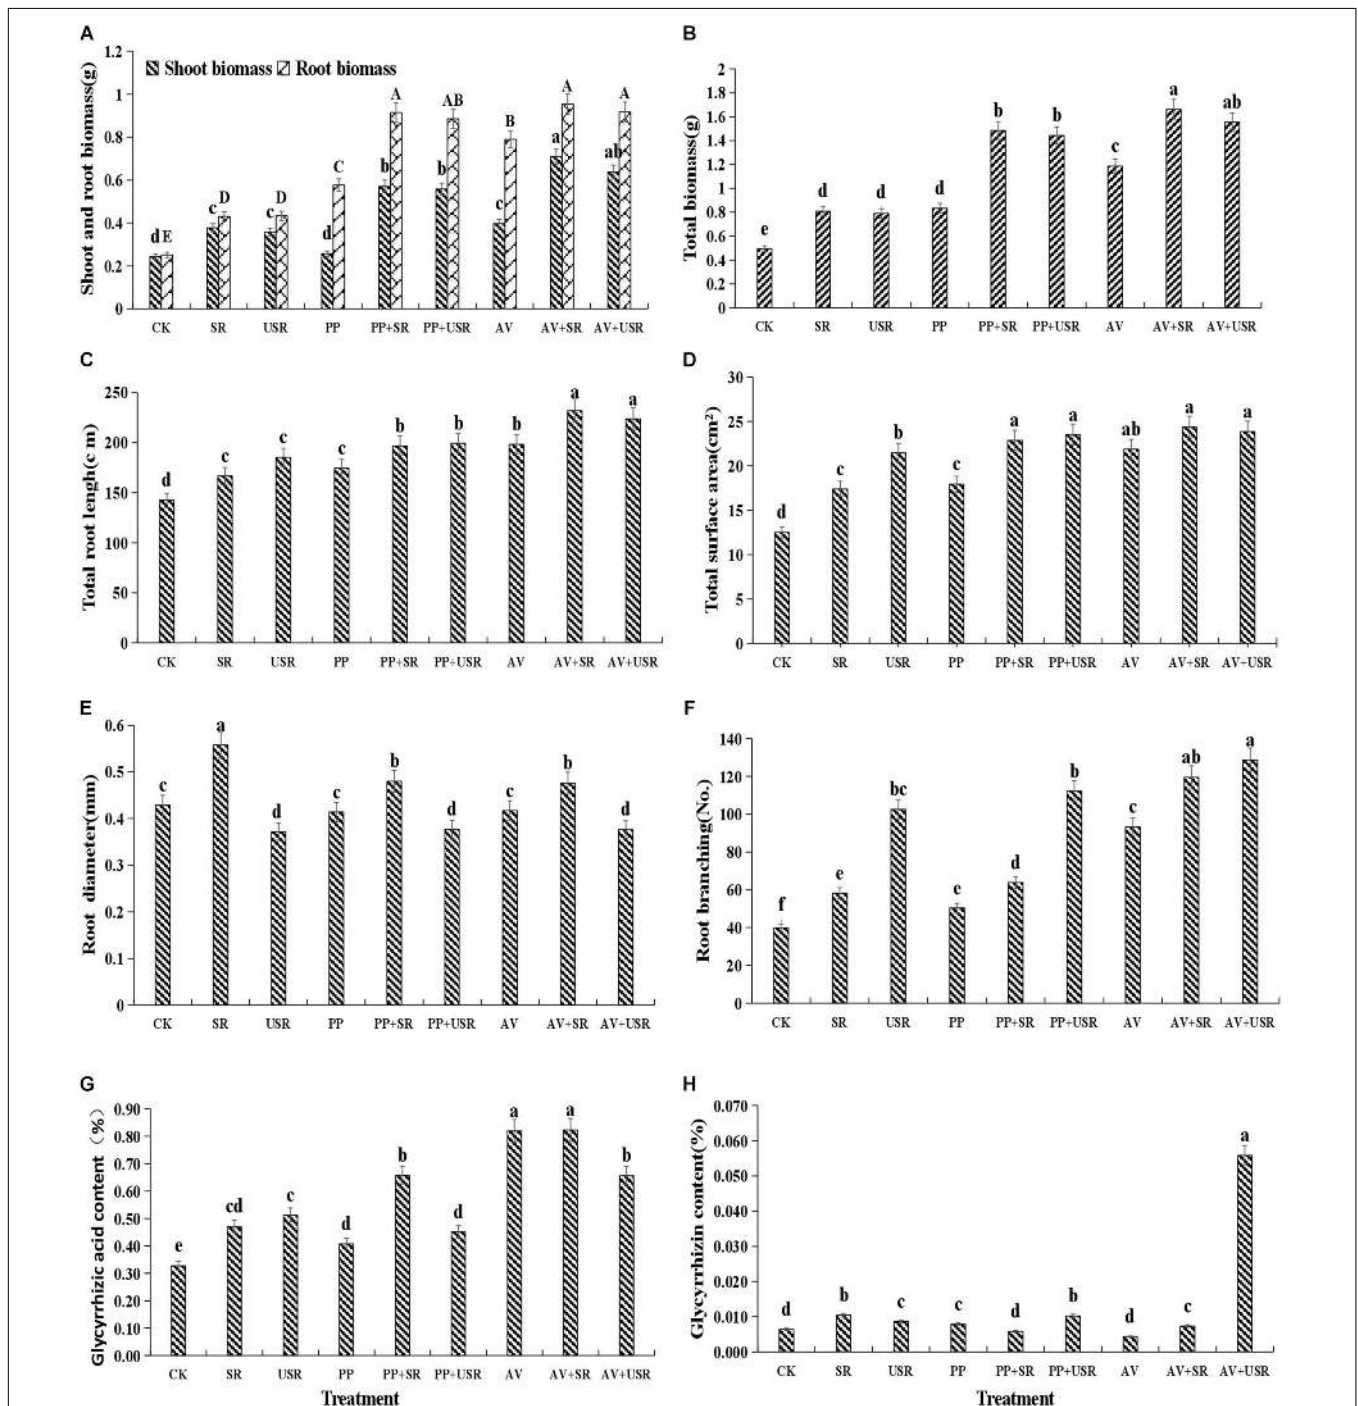 A
Shoot and root biomass(g)
1.2
1
0.8
0.6
0.4
0.2
0
Shoot biomass Root biomass
d E c D c D d C b A b AB c B a A ab A
CK SR USR PP PP+SR PP+USR AV AV+SR AV+USR
B
Total biomass(g)
2
1.8
1.6
1.4
1.2
1
0.8
0.6
0.4
0.2
0
e d d d b b c a ab
CK SR USR PP PP+SR PP+USR AV AV+SR AV+USR
C
Total root lengh(c m)
250
200
150
100
50
0
d c c c b b b a a
CK SR USR PP PP+SR PP+USR AV AV+SR AV+USR
D
Total surface area(cm²)
30
25
20
15
10
5
0
d c b c a a ab a a
CK SR USR PP PP+SR PP+USR AV AV+SR AV+USR
E
Root diameter(mm)
0.6
0.5
0.4
0.3
0.2
0.1
0
c a d c b d c b d
CK SR USR PP PP+SR PP+USR AV AV+SR AV+USR
F
Root branching(No.)
140
120
100
80
60
40
20
0
f e bc e d b c ab a
CK SR USR PP PP+SR PP+USR AV AV+SR AV+USR
G
Glycyrrhizic acid content（%）
0.90
0.80
0.70
0.60
0.50
0.40
0.30
0.20
0.10
0.00
e cd c d b d a a b
CK SR USR PP PP+SR PP+USR AV AV+SR AV+USR
Treatment
H
Glycyrrhizin content(%)
0.070
0.060
0.050
0.040
0.030
0.020
0.010
0.000
d b c c d b d c a
CK SR USR PP PP+SR PP+USR AV AV+SR AV+USR
Treatment